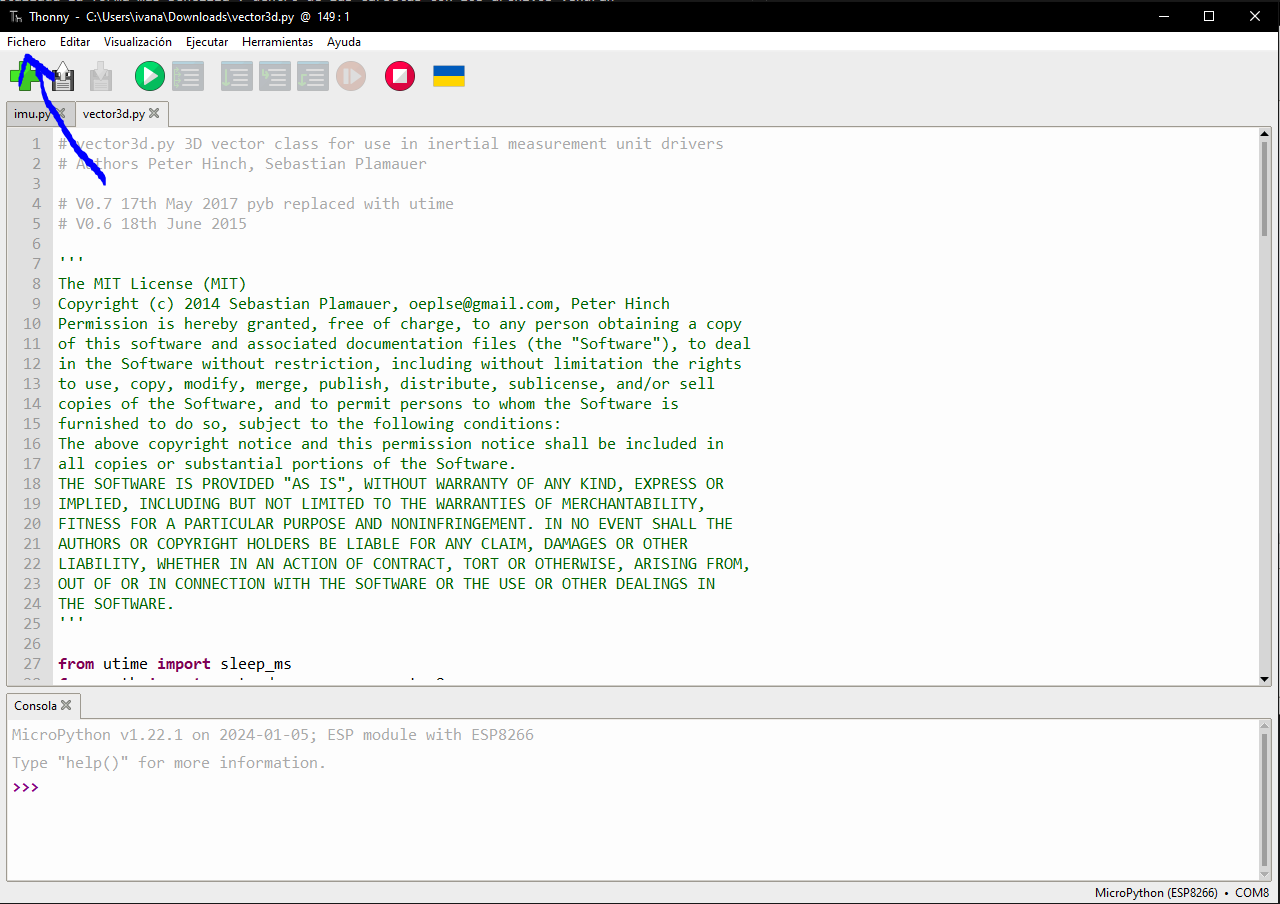 Thonny - C:\Users\ivana\Downloads\vector3d.py @ 149:1
Fichero Editar Visualización Ejecutar Herramientas Ayuda
imu.py vector3d.py
1 # vector3d.py 3D vector class for use in inertial measurement unit drivers
2 # Authors Peter Hinch, Sebastian Plamauer
3
4 # V0.7 17th May 2017 pyb replaced with utime
5 # V0.6 18th June 2015
6
7 '''
8 The MIT License (MIT)
9 Copyright (c) 2014 Sebastian Plamauer, oeplse@gmail.com, Peter Hinch
10 Permission is hereby granted, free of charge, to any person obtaining a copy
11 of this software and associated documentation files (the "Software"), to deal
12 in the Software without restriction, including without limitation the rights
13 to use, copy, modify, merge, publish, distribute, sublicense, and/or sell
14 copies of the Software, and to permit persons to whom the Software is
15 furnished to do so, subject to the following conditions:
16 The above copyright notice and this permission notice shall be included in
17 all copies or substantial portions of the Software.
18 THE SOFTWARE IS PROVIDED "AS IS", WITHOUT WARRANTY OF ANY KIND, EXPRESS OR
19 IMPLIED, INCLUDING BUT NOT LIMITED TO THE WARRANTIES OF MERCHANTABILITY,
20 FITNESS FOR A PARTICULAR PURPOSE AND NONINFRINGEMENT. IN NO EVENT SHALL THE
21 AUTHORS OR COPYRIGHT HOLDERS BE LIABLE FOR ANY CLAIM, DAMAGES OR OTHER
22 LIABILITY, WHETHER IN AN ACTION OF CONTRACT, TORT OR OTHERWISE, ARISING FROM,
23 OUT OF OR IN CONNECTION WITH THE SOFTWARE OR THE USE OR OTHER DEALINGS IN
24 THE SOFTWARE.
25 '''
26
27 from utime import sleep_ms
Consola
MicroPython v1.22.1 on 2024-01-05; ESP module with ESP8266
Type "help()" for more information.
>>>
MicroPython (ESP8266) • COM8